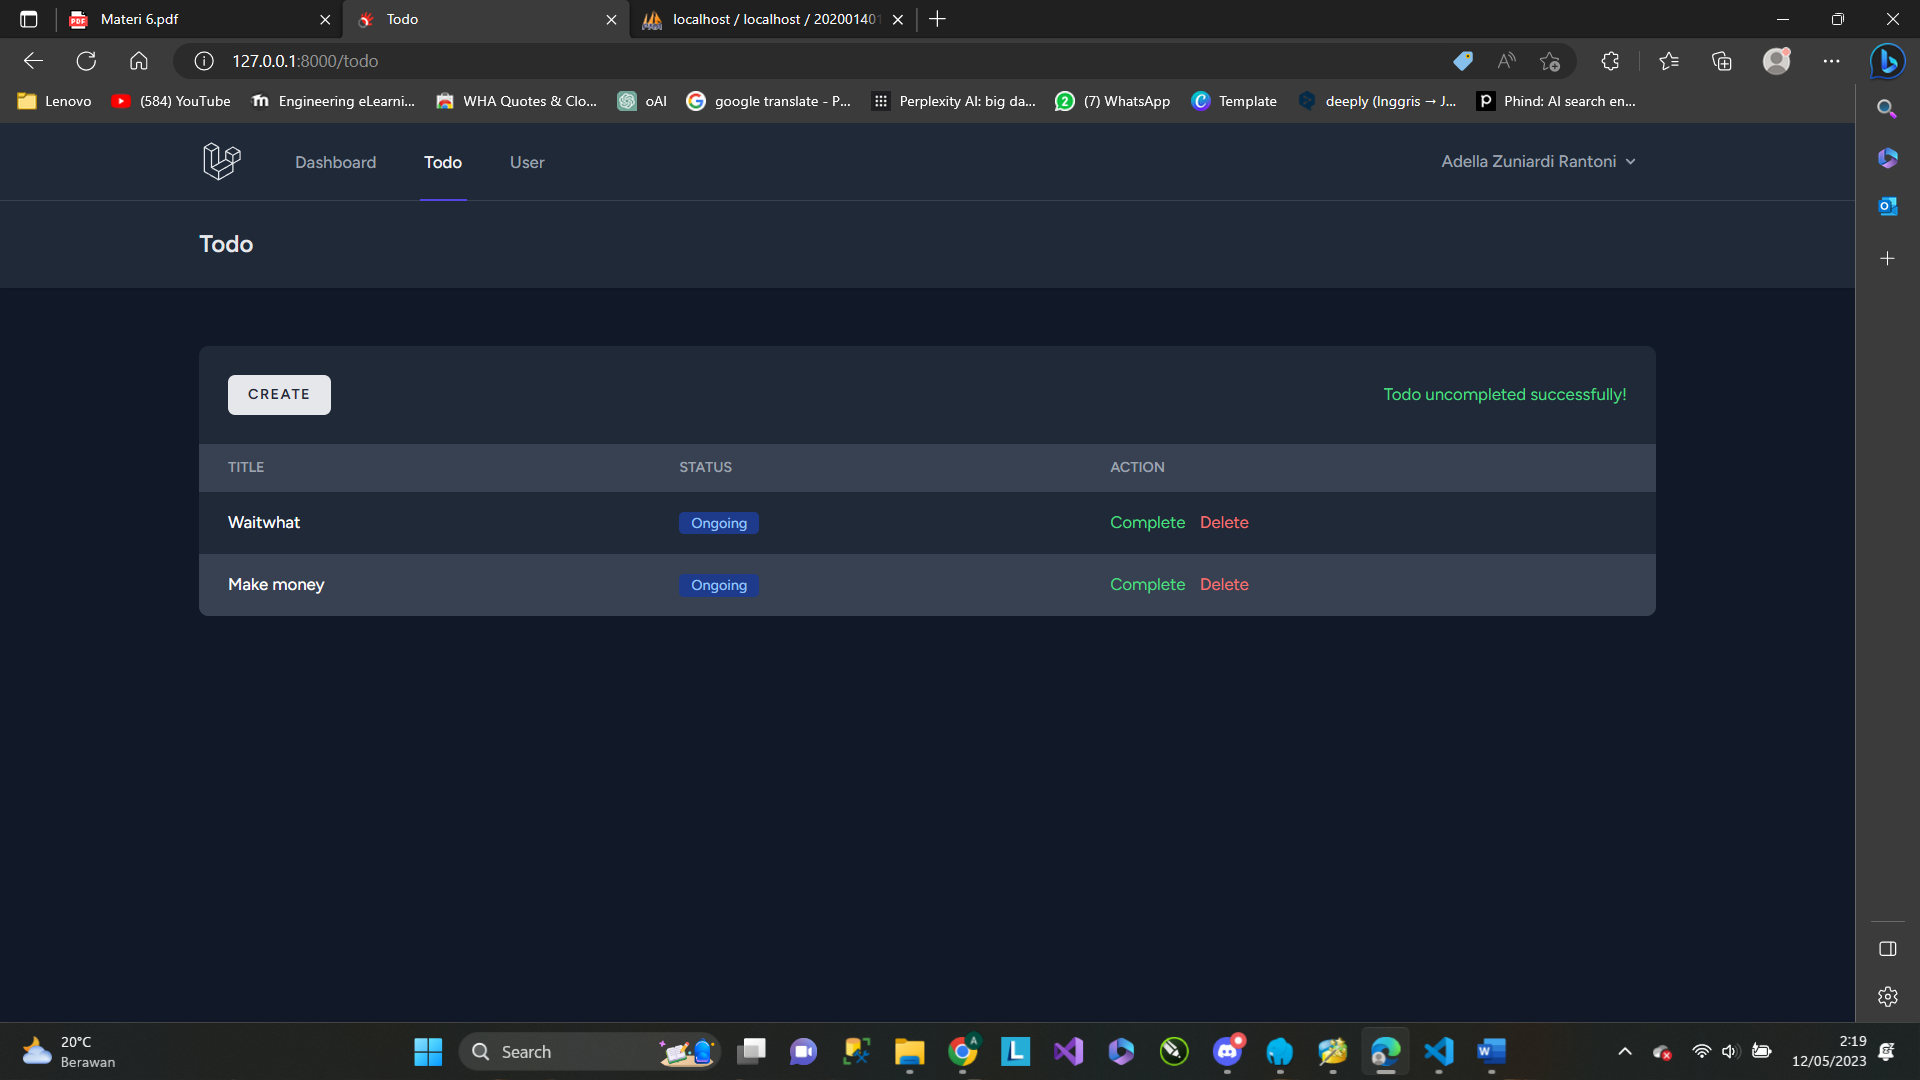 Materi 6.pdf
Todo
localhost / localhost / 202001401
127.0.0.1:8000/todo
Lenovo
(584) YouTube
Engineering eLearni...
WHA Quotes & Clo...
oAI
google translate - P...
Perplexity AI: big da...
(7) WhatsApp
Template
deeply (Inggris → J...
Phind: AI search en...
Dashboard
Todo
User
Adella Zuniardi Rantoni
Todo
CREATE
Todo uncompleted successfully!
TITLE STATUS ACTION
Waitwhat Ongoing Complete Delete
Make money Ongoing Complete Delete
20°C
Berawan
Search
2:19
12/05/2023